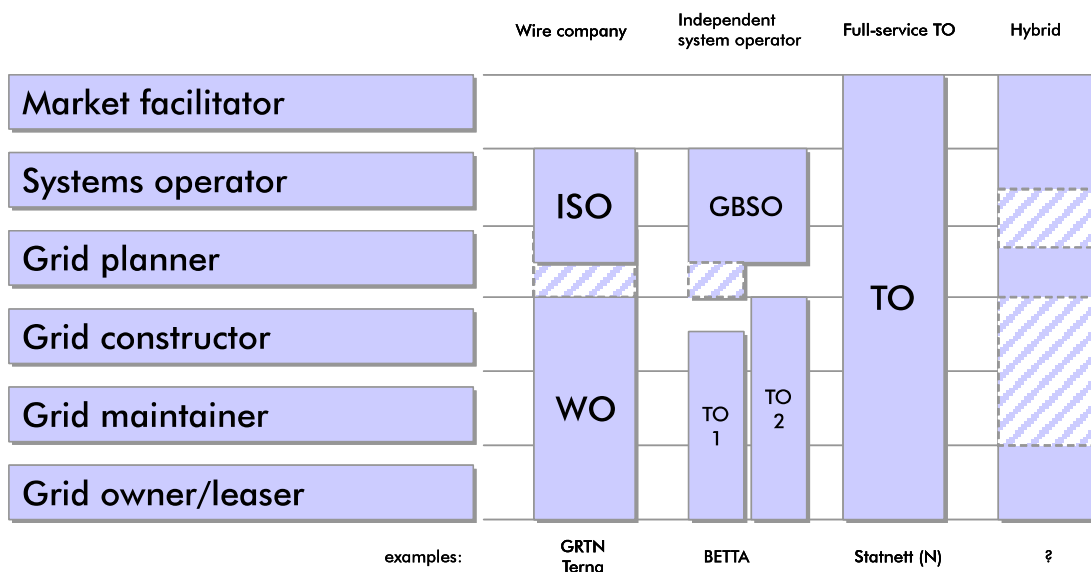 Wire company
Independent
system operator
Full-service TO
Hybrid
Market facilitator
Systems operator
ISO
GBSO
Grid planner
TO
Grid constructor
Grid maintainer
WO
TO
1
TO
2
Grid owner/leaser
examples:
GRTN
Terna
BETTA
Statnett (N)
?